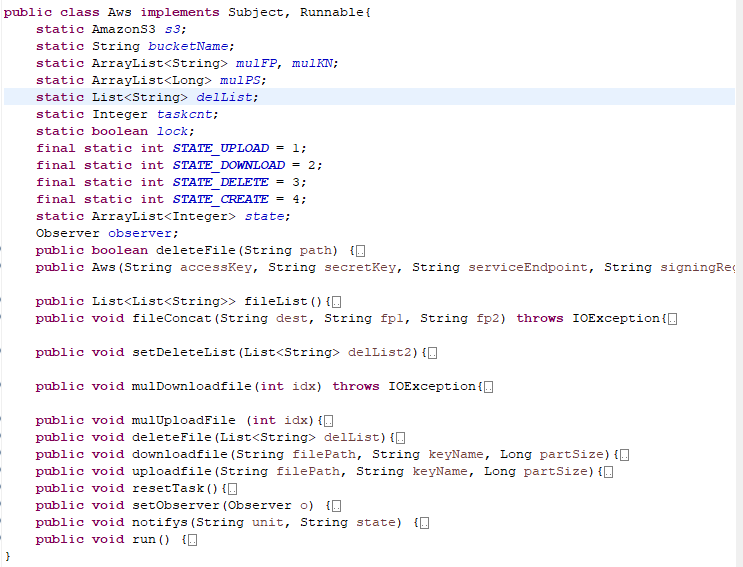 public class Aws implements Subject, Runnable{
static AmazonS3 s3;
static String bucketName;
static ArrayList<String> mulFP, mulKN;
static ArrayList<Long> mulPS;
static List<String> delList;
static Integer taskcnt;
static boolean lock;
final static int STATE_UPLOAD = 1;
final static int STATE_DOWNLOAD = 2;
final static int STATE_DELETE = 3;
final static int STATE_CREATE = 4;
static ArrayList<Integer> state;
Observer observer;
public boolean deleteFile(String path) {
public Aws(String accessKey, String secretKey, String serviceEndpoint, String signingReg
public List<List<String>> fileList(){
public void fileConcat(String dest, String fp1, String fp2) throws IOException{
public void setDeleteList(List<String> delList2){
public void mulDownloadfile(int idx) throws IOException{
public void mulUploadFile (int idx){
public void deleteFile(List<String> delList){
public void downloadfile(String filePath, String keyName, Long partSize){
public void uploadfile(String filePath, String keyName, Long partSize){
public void resetTask(){
public void setObserver(Observer o) {
public void notifys(String unit, String state) {
public void run() {
}